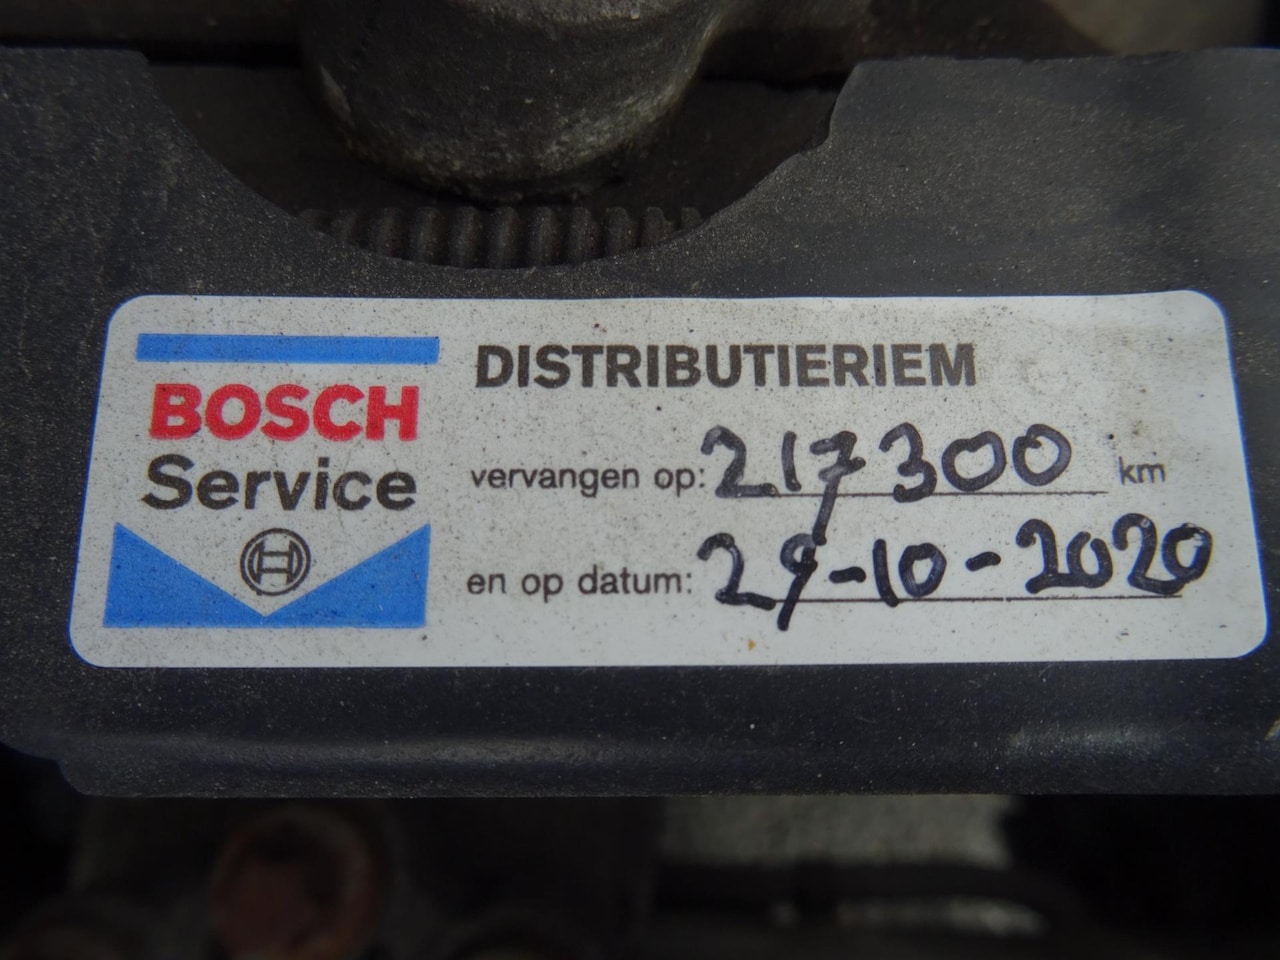 BOSCH
Service
DISTRIBUTIERIEM
vervangen op: 217300 km
en op datum: 29-10-2020